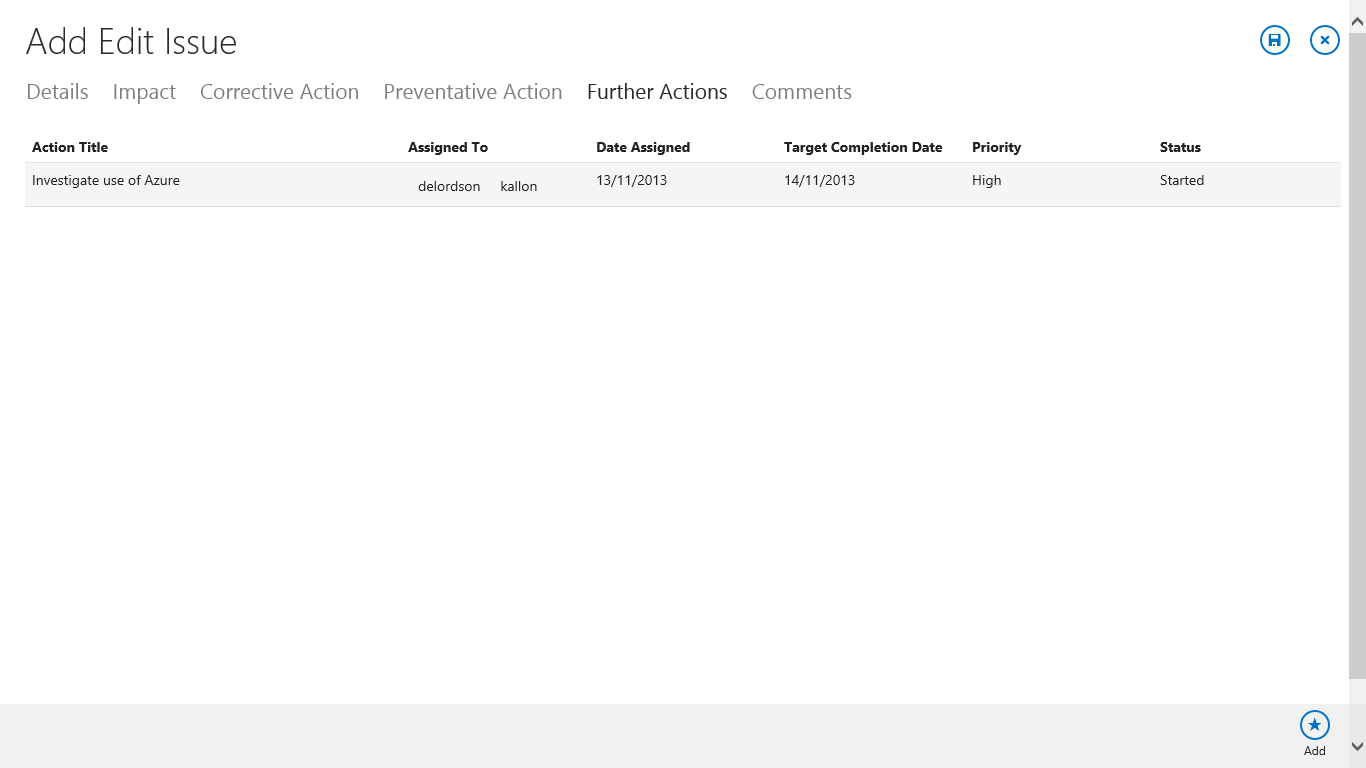 Add Edit Issue
Details Impact Corrective Action Preventative Action Further Actions Comments
Action Title Assigned To Date Assigned Target Completion Date Priority Status
Investigate use of Azure delordson kallon 13/11/2013 14/11/2013 High Started
Add